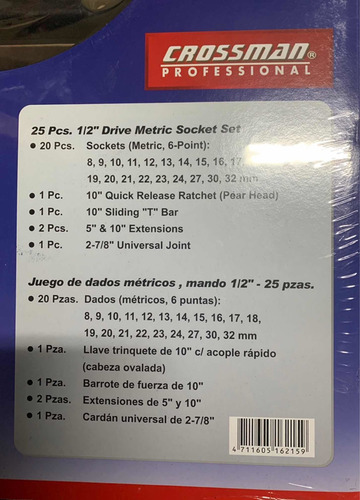 CROSSMAN®
PROFESSIONAL
25 Pcs. 1/2" Drive Metric Socket Set
● 20 Pcs. Sockets (Metric, 6-Point):
8, 9, 10, 11, 12, 13, 14, 15, 16, 17
19, 20, 21, 22, 23, 24, 27, 30, 32 mm
● 1 Pc. 10" Quick Release Ratchet (Pear Head)
● 1 Pc. 10" Sliding "T" Bar
● 2 Pcs. 5" & 10" Extensions
● 1 Pc. 2-7/8" Universal Joint
Juego de dados métricos , mando 1/2" - 25 pzas.
● 20 Pzas. Dados (métricos, 6 puntas):
8, 9, 10, 11, 12, 13, 14, 15, 16, 17, 18,
19, 20, 21, 22, 23, 24, 27, 30, 32 mm
● 1 Pza. Llave trinquete de 10" c/ acople rápido
(cabeza ovalada)
● 1 Pza. Barrote de fuerza de 10"
● 2 Pzas. Extensiones de 5" y 10"
● 1 Pza. Cardán universal de 2-7/8"
4 711605 162159